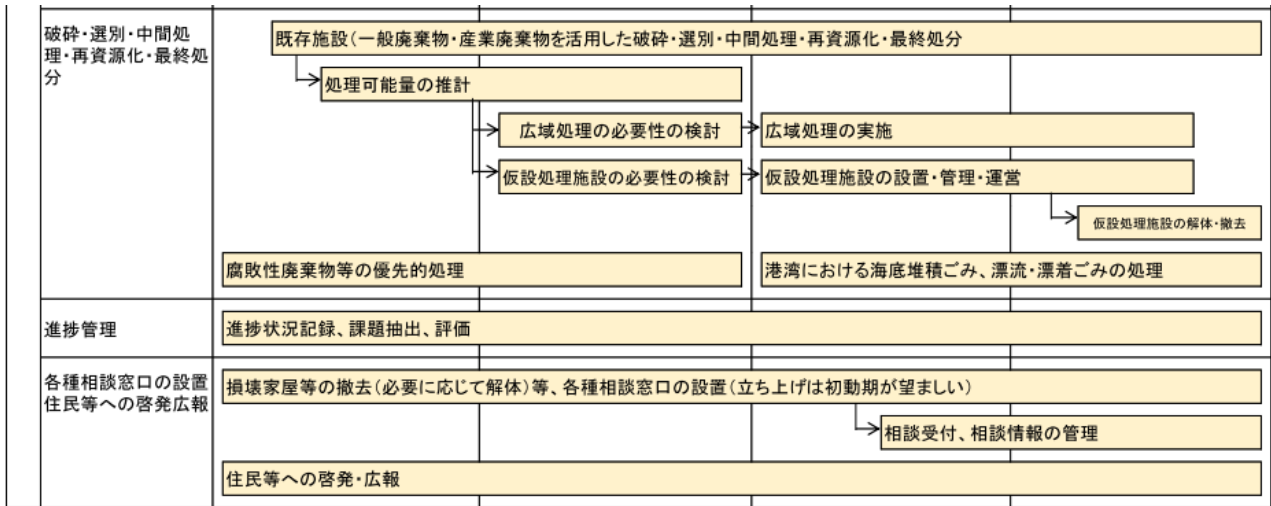 破砕・選別・中間処
理・再資源化・最終処
分
既存施設（一般廃棄物・産業廃棄物を活用した破砕・選別・中間処理・再資源化・最終処分
処理可能量の推計
広域処理の必要性の検討
広域処理の実施
仮設処理施設の必要性の検討
仮設処理施設の設置・管理・運営
仮設処理施設の解体・撤去
腐敗性廃棄物等の優先的処理
港湾における海底堆積ごみ、漂流・漂着ごみの処理
進捗管理
進捗状況記録、課題抽出、評価
各種相談窓口の設置
住民等への啓発広報
損壊家屋等の撤去（必要に応じて解体）等、各種相談窓口の設置（立ち上げは初動期が望ましい）
相談受付、相談情報の管理
住民等への啓発・広報